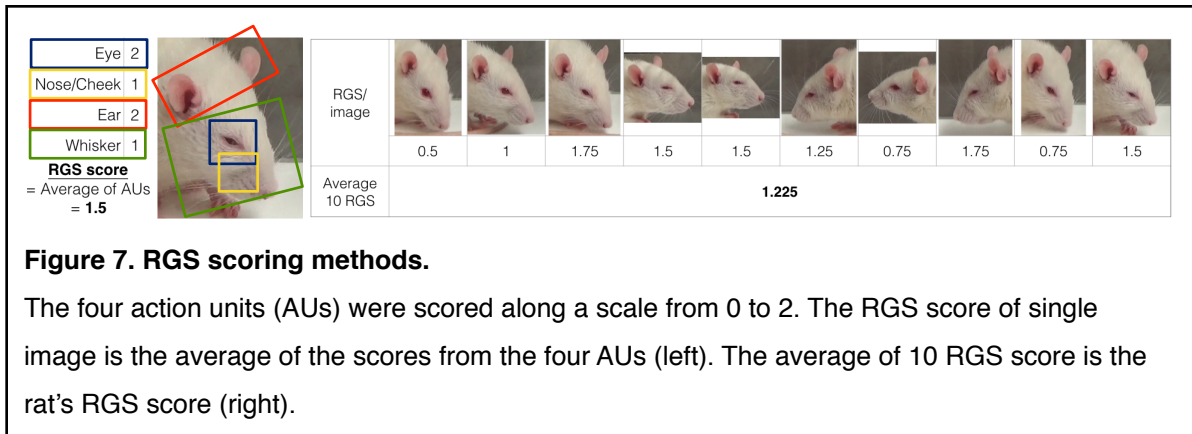 Eye 2
Nose/Cheek 1
Ear 2
Whisker 1
RGS score
= Average of AUs
= 1.5
RGS/
image
0.5 1 1.75 1.5 1.5 1.25 0.75 1.75 0.75 1.5
Average
10 RGS
1.225
Figure 7. RGS scoring methods.
The four action units (AUs) were scored along a scale from 0 to 2. The RGS score of single
image is the average of the scores from the four AUs (left). The average of 10 RGS score is the
rat’s RGS score (right).